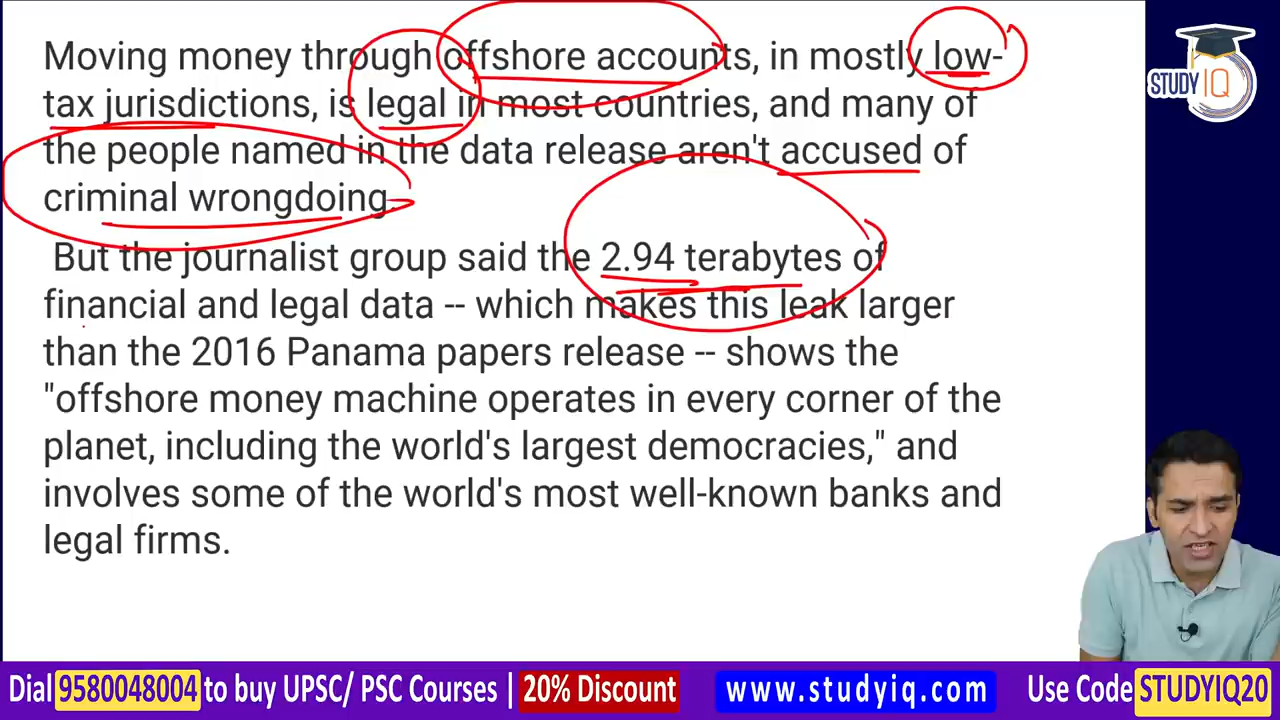 Moving money through offshore accounts, in mostly low-
tax jurisdictions, is legal in most countries, and many of
the people named in the data release aren't accused of
criminal wrongdoing.
But the journalist group said the 2.94 terabytes of
financial and legal data -- which makes this leak larger
than the 2016 Panama papers release -- shows the
"offshore money machine operates in every corner of the
planet, including the world's largest democracies," and
involves some of the world's most well-known banks and
legal firms.
STUDY IQ
Dial 9580048004 to buy UPSC/ PSC Courses | 20% Discount www.studyiq.com Use Code STUDYIQ20